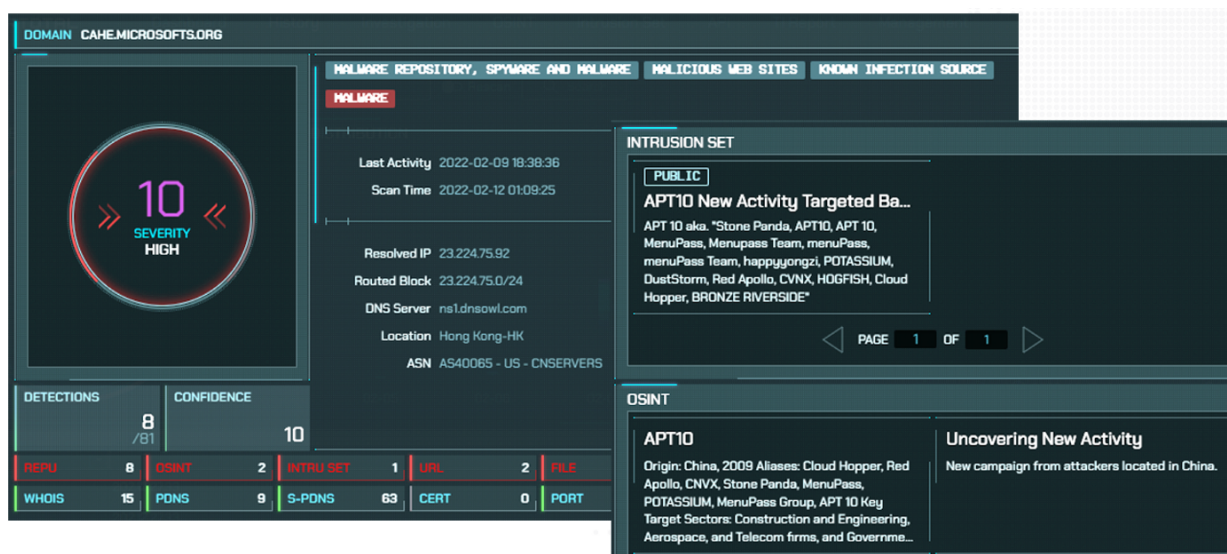 DOMAIN CAHE.MICROSOFTS.ORG
MALWARE REPOSITORY, SPYWARE AND MALWARE MALICIOUS WEB SITES KNOWN INFECTION SOURCE
MALWARE
10
SEVERITY
HIGH
Last Activity 2022-02-09 18:38:36
Scan Time 2022-02-12 01:09:25
Resolved IP 23.224.75.92
Routed Block 23.224.75.0/24
DNS Server ns1.dnsowl.com
Location Hong Kong-HK
ASN AS40065 - US - CNSERVERS
DETECTIONS
8
/81
CONFIDENCE
10
REPU 8 OSINT 2 INTRU SET 1 URL 2 FILE
WHOIS 15 PDNS 9 S-PDNS 63 CERT 0 PORT
INTRUSION SET
PUBLIC
APT10 New Activity Targeted Ba...
APT 10 aka. "Stone Panda, APT10, APT 10,
MenuPass, Menupass Team, menuPass,
menuPass Team, happyyongzi, POTASSIUM,
DustStorm, Red Apollo, CVNX, HOGFISH, Cloud
Hopper, BRONZE RIVERSIDE"
PAGE 1 OF 1
OSINT
APT10
Origin: China, 2009 Aliases: Cloud Hopper, Red
Apollo, CNVX, Stone Panda, MenuPass,
POTASSIUM, MenuPass Group, APT 10 Key
Target Sectors: Construction and Engineering,
Aerospace, and Telecom firms, and Governme...
Uncovering New Activity
New campaign from attackers located in China.